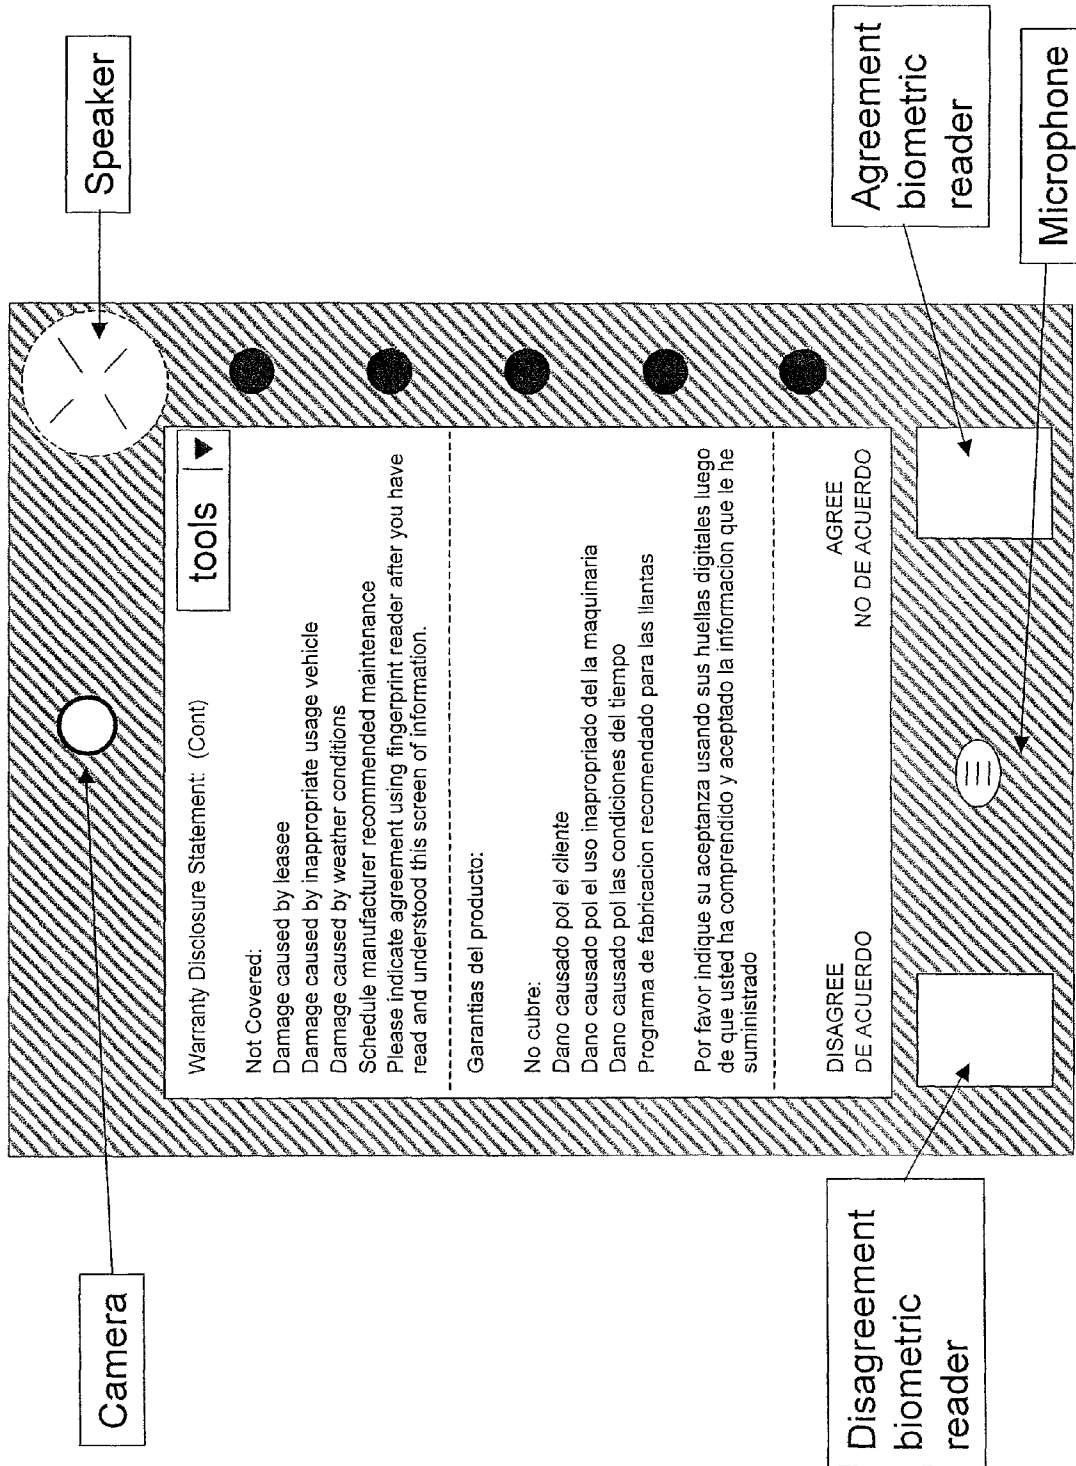 Camera
Speaker
Warranty Disclosure Statement: (Cont)
tools
Not Covered:
Damage caused by leasee
Damage caused by inappropriate usage vehicle
Damage caused by weather conditions
Schedule manufacturer recommended maintenance
Please indicate agreement using fingerprint reader after you have
read and understood this screen of information.
Garantias del producto:
No cubre:
Dano causado pol el cliente
Dano causado pol el uso inapropriado del la maquinaria
Dano causado pol las condiciones del tiempo
Programa de fabricacion recomendado para las llantas
Por favor indique su aceptanza usando sus huellas digitales luego
de que usted ha comprendido y aceptado la informacion que le he
suministrado
DISAGREE
DE ACUERDO
AGREE
NO DE ACUERDO
Disagreement
biometric
reader
Agreement
biometric
reader
Microphone